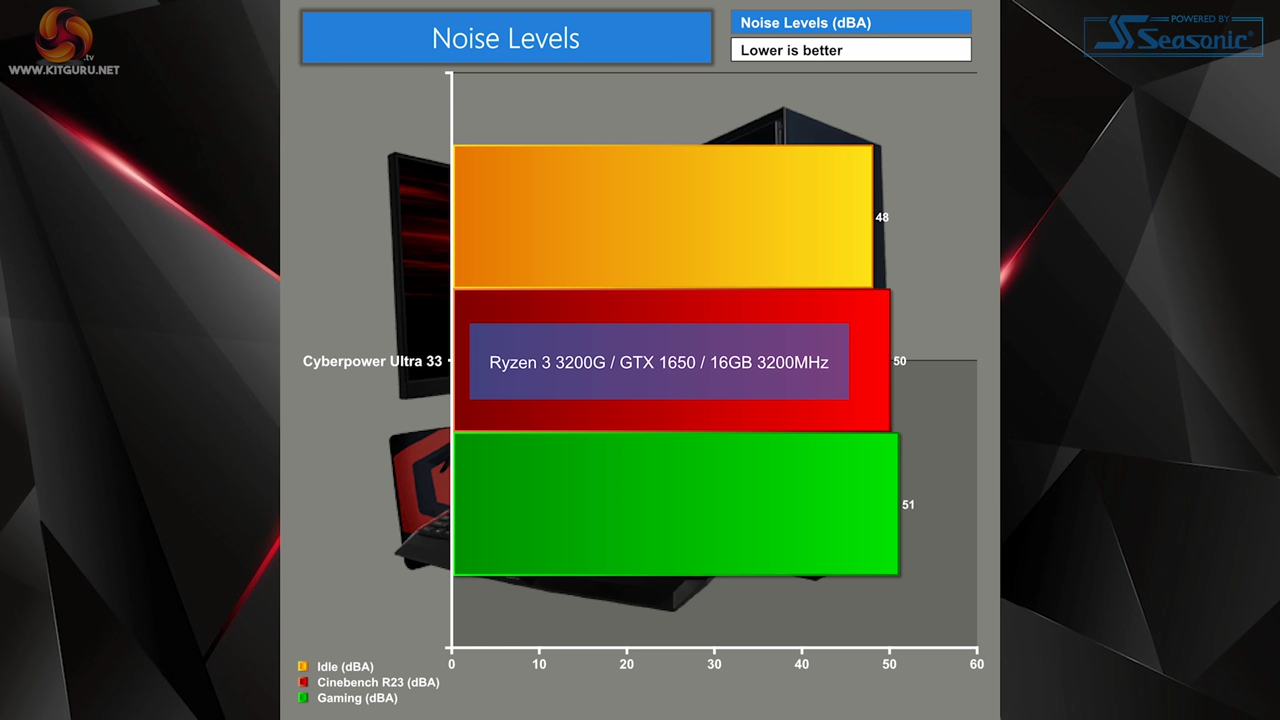 .tv
WWW.KITGURU.NET
Noise Levels
Noise Levels (dBA)
Lower is better
POWERED BY
Seasonic®
48
Cyberpower Ultra 33
Ryzen 3 3200G / GTX 1650 / 16GB 3200MHz
50
51
0 10 20 30 40 50 60
Idle (dBA)
Cinebench R23 (dBA)
Gaming (dBA)